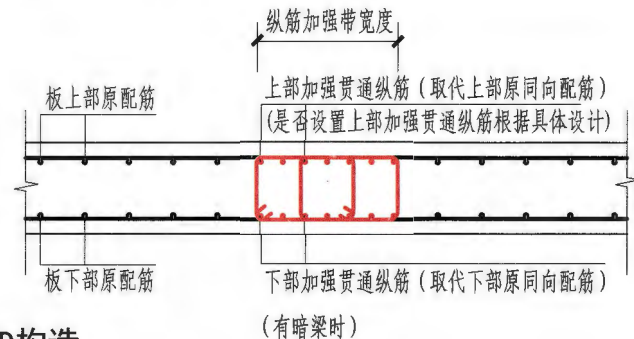 纵筋加强带宽度
板上部原配筋
上部加强贯通纵筋(取代上部原同向配筋)
(是否设置上部加强贯通纵筋根据具体设计)
板下部原配筋
下部加强贯通纵筋(取代下部原同向配筋)
(有暗梁时)
构造